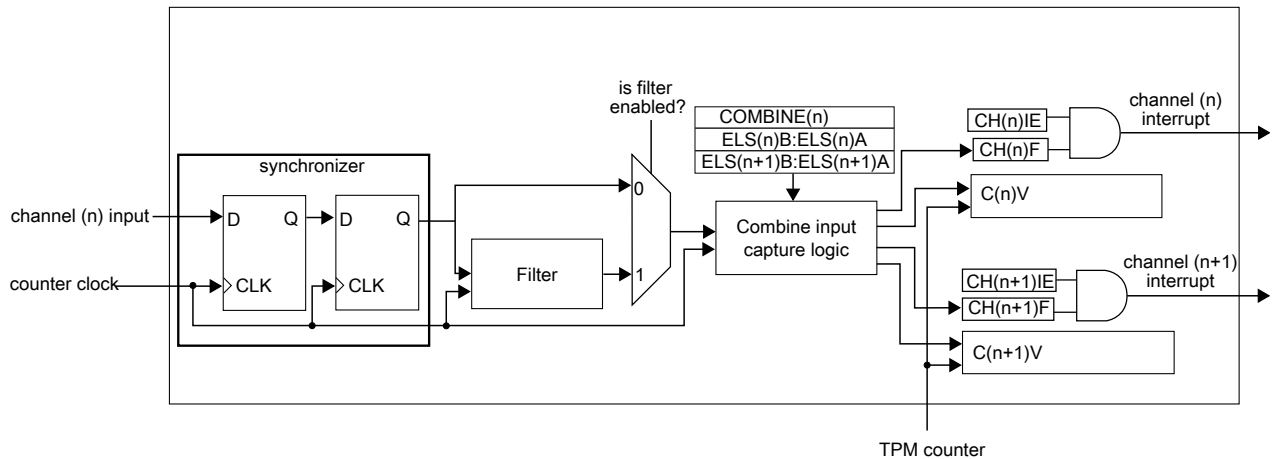 is filter
enabled?
COMBINE(n)
ELS(n)B:ELS(n)A
ELS(n+1)B:ELS(n+1)A
CH(n)IE
CH(n)F
channel (n)
interrupt
synchronizer
channel (n) input
D Q D Q
0
C(n)V
Combine input
capture logic
counter clock
CLK CLK
Filter
1
CH(n+1)IE
CH(n+1)F
channel (n+1)
interrupt
C(n+1)V
TPM counter